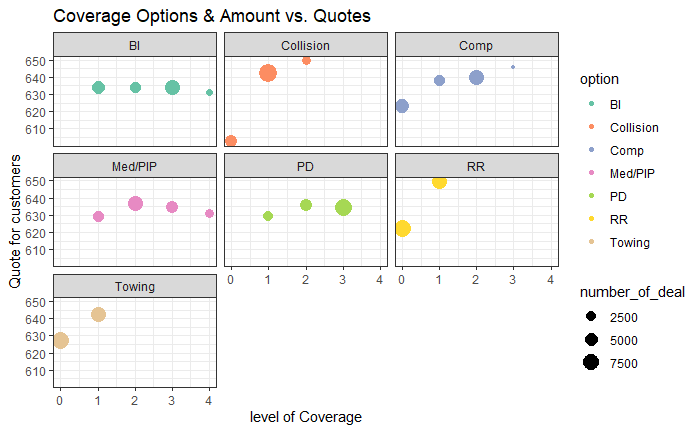 Coverage Options & Amount vs. Quotes
BI
Collision
Comp
650
640
630
620
610
Med/PIP
PD
RR
650
640
630
620
610
0 1 2 3 4
0 1 2 3 4
Towing
650
640
630
620
610
0 1 2 3 4
Quote for customers
level of Coverage
option
BI
Collision
Comp
Med/PIP
PD
RR
Towing
number_of_deal
2500
5000
7500